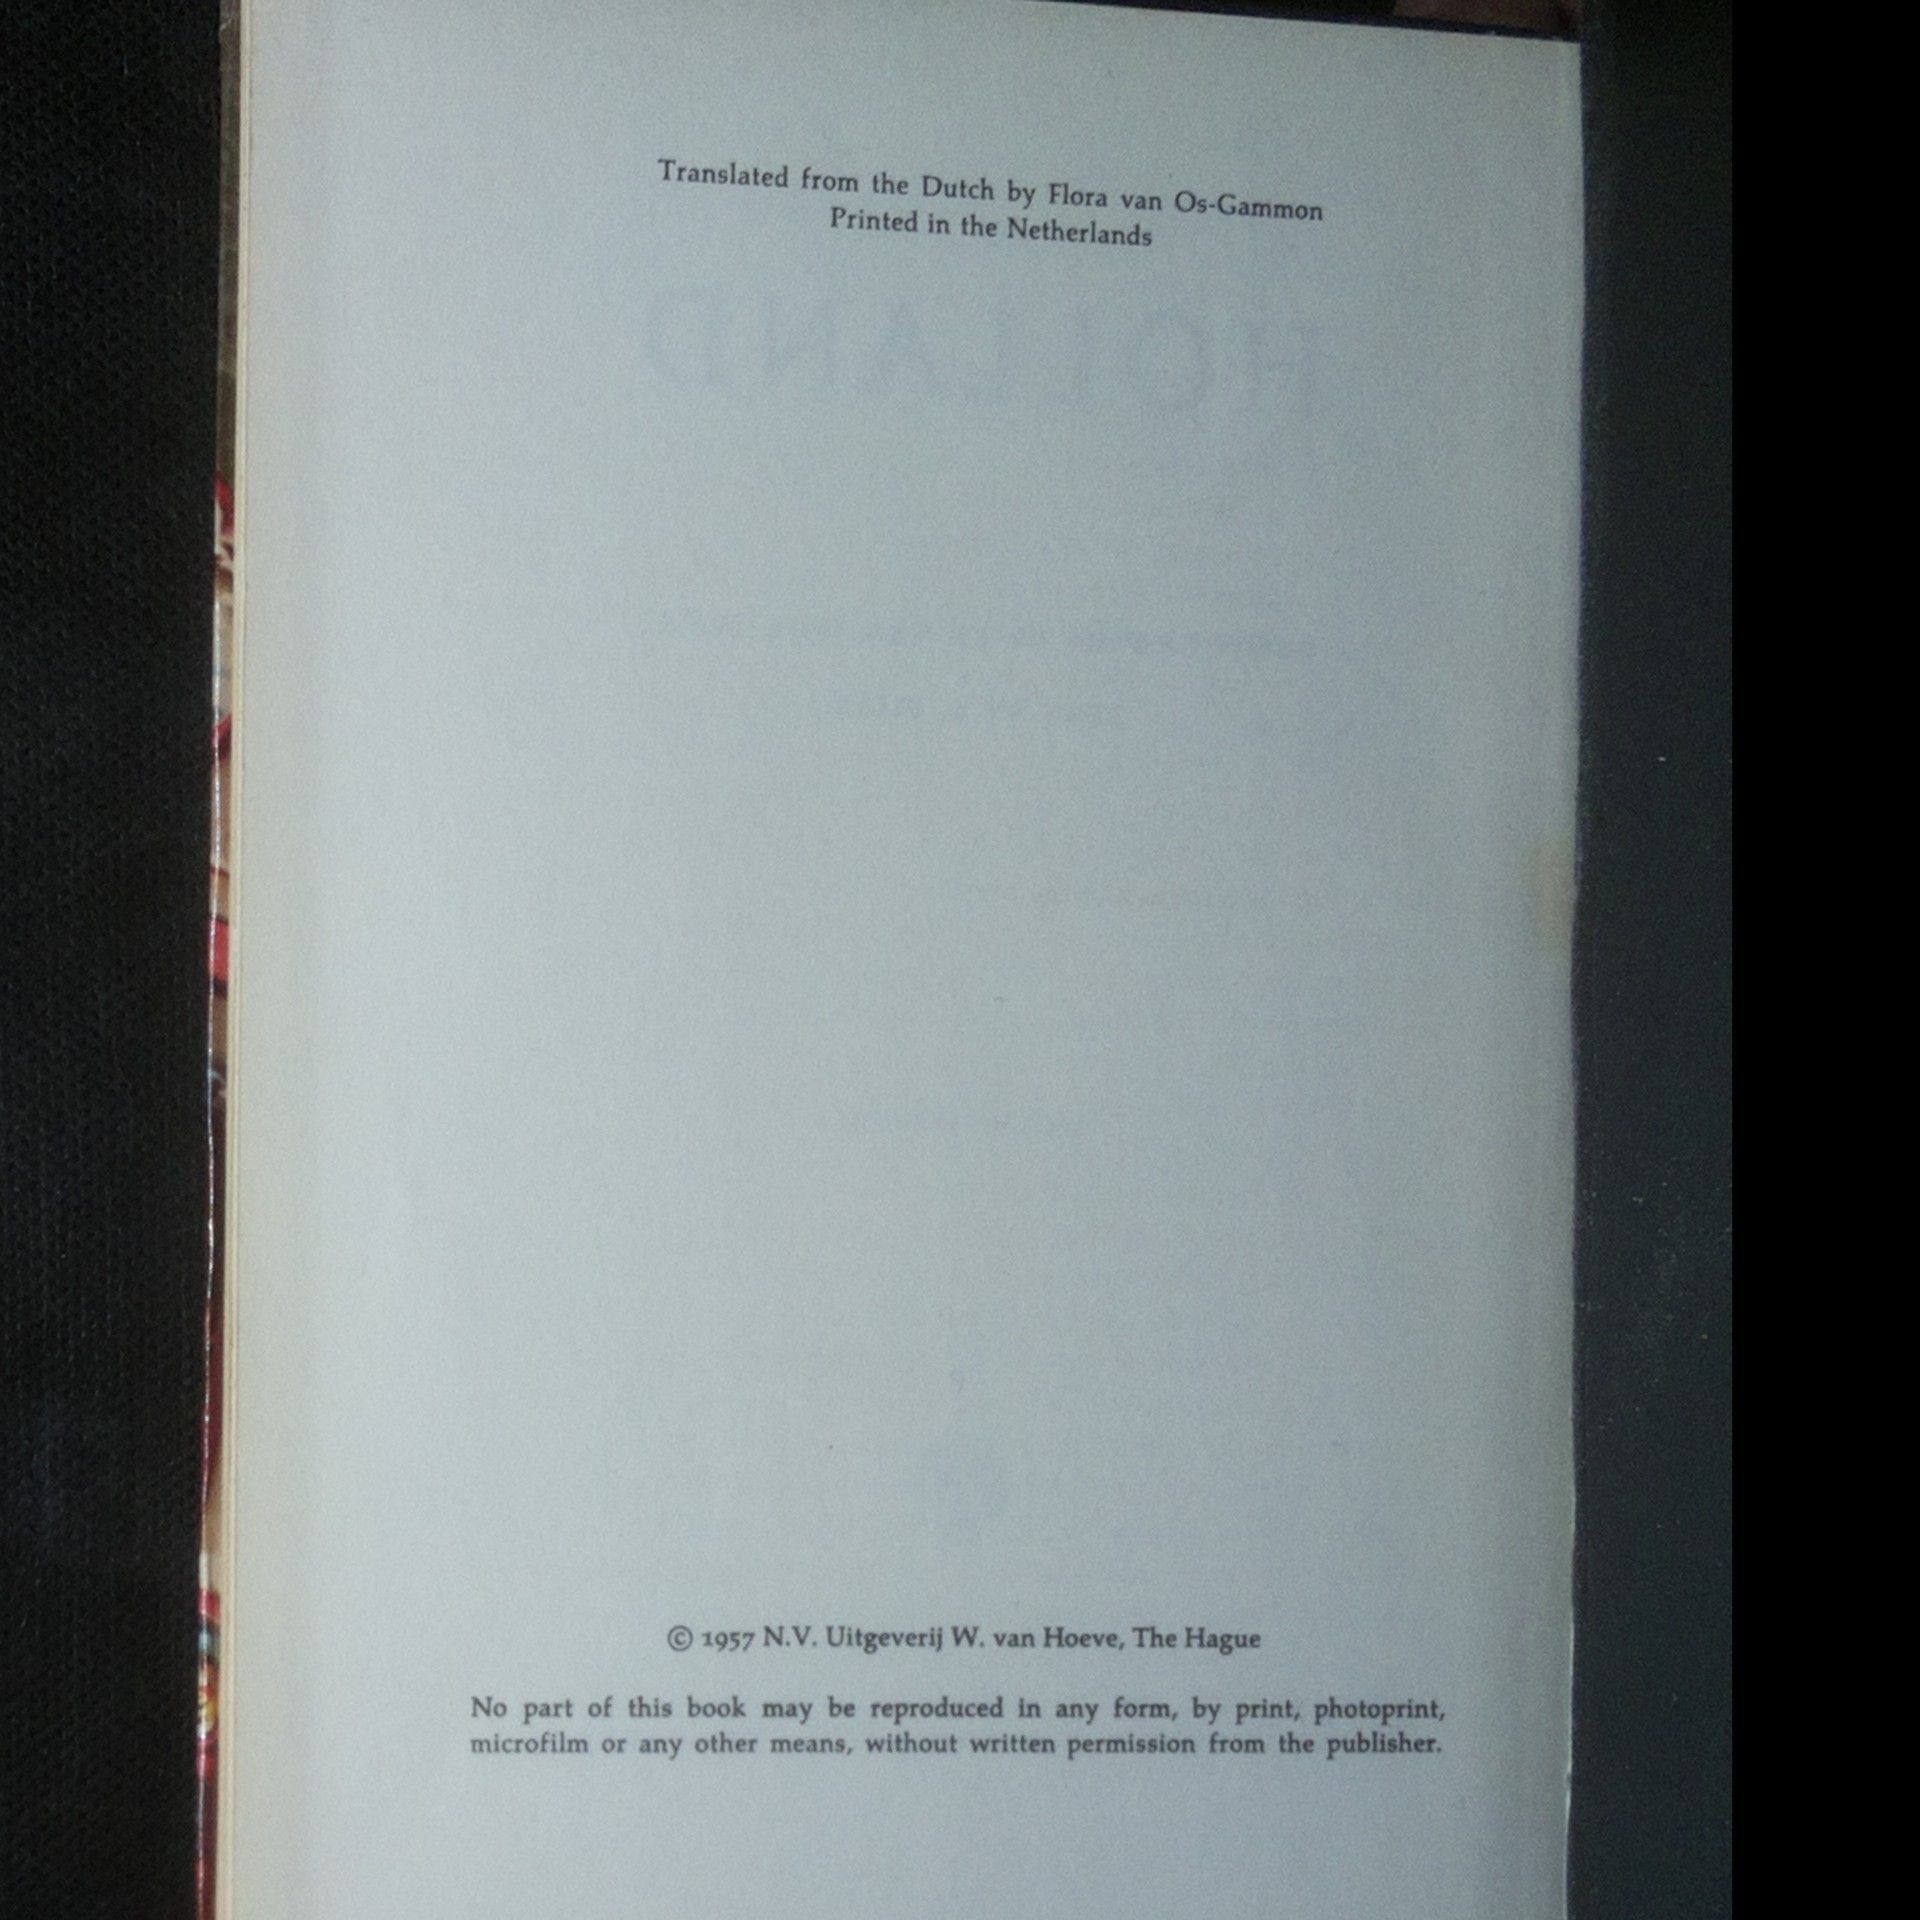 Translated from the Dutch by Flora van Os-Gammon
Printed in the Netherlands
HOLLAND
© 1957 N.V. Uitgeverij W. van Hoeve, The Hague
No part of this book may be reproduced in any form, by print, photoprint,
microfilm or any other means, without written permission from the publisher.